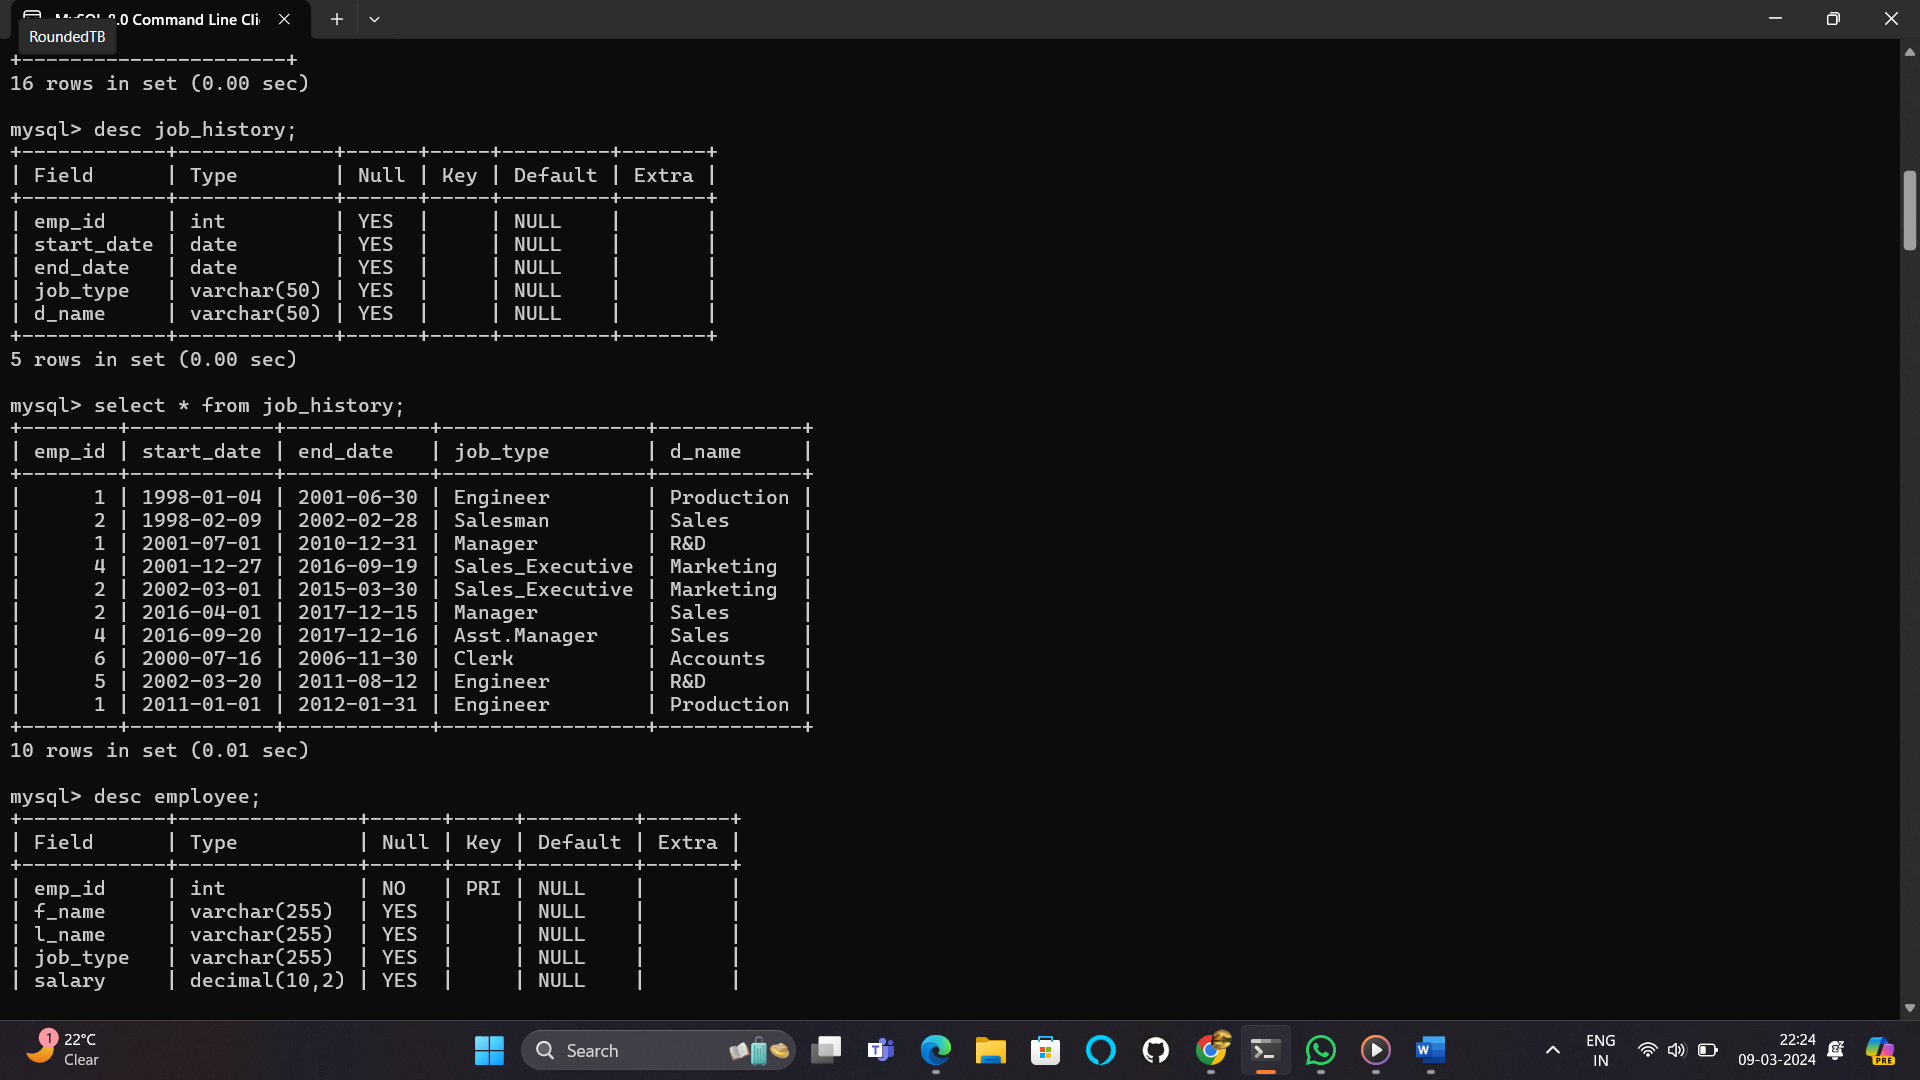 MySQL 8.0 Command Line Cli
RoundedTB
+-----------------------+
16 rows in set (0.00 sec)
mysql> desc job_history;
+------------+-------------+------+-----+---------+-------+
| Field      | Type        | Null | Key | Default | Extra |
+------------+-------------+------+-----+---------+-------+
| emp_id     | int         | YES  |     | NULL    |       |
| start_date | date        | YES  |     | NULL    |       |
| end_date   | date        | YES  |     | NULL    |       |
| job_type   | varchar(50) | YES  |     | NULL    |       |
| d_name     | varchar(50) | YES  |     | NULL    |       |
+------------+-------------+------+-----+---------+-------+
5 rows in set (0.00 sec)
mysql> select * from job_history;
+--------+------------+------------+-----------------+------------+
| emp_id | start_date | end_date   | job_type        | d_name     |
+--------+------------+------------+-----------------+------------+
|      1 | 1998-01-04 | 2001-06-30 | Engineer        | Production |
|      2 | 1998-02-09 | 2002-02-28 | Salesman        | Sales      |
|      1 | 2001-07-01 | 2010-12-31 | Manager         | R&D        |
|      4 | 2001-12-27 | 2016-09-19 | Sales_Executive | Marketing  |
|      2 | 2002-03-01 | 2015-03-30 | Sales_Executive | Marketing  |
|      2 | 2016-04-01 | 2017-12-15 | Manager         | Sales      |
|      4 | 2016-09-20 | 2017-12-16 | Asst.Manager    | Sales      |
|      6 | 2000-07-16 | 2006-11-30 | Clerk           | Accounts   |
|      5 | 2002-03-20 | 2011-08-12 | Engineer        | R&D        |
|      1 | 2011-01-01 | 2012-01-31 | Engineer        | Production |
+--------+------------+------------+-----------------+------------+
10 rows in set (0.01 sec)
mysql> desc employee;
+------------+---------------+------+-----+---------+-------+
| Field      | Type          | Null | Key | Default | Extra |
+------------+---------------+------+-----+---------+-------+
| emp_id     | int           | NO   | PRI | NULL    |       |
| f_name     | varchar(255)  | YES  |     | NULL    |       |
| l_name     | varchar(255)  | YES  |     | NULL    |       |
| job_type   | varchar(255)  | YES  |     | NULL    |       |
| salary     | decimal(10,2) | YES  |     | NULL    |       |
1 22°C
Clear
Search
ENG
IN
22:24
09-03-2024
PRE